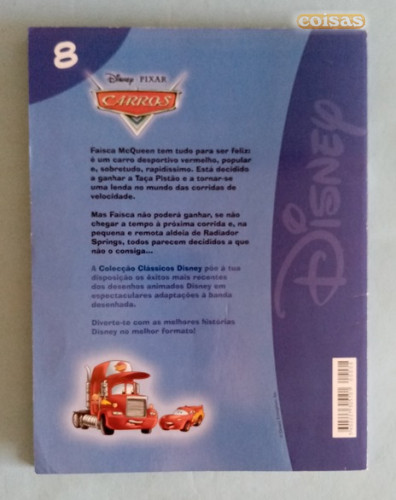 coisas
8
Disney · PIXAR
CARROS
Faísca McQueen tem tudo para ser feliz:
é um carro desportivo vermelho, popular
e, sobretudo, rapidíssimo. Está decidido
a ganhar a Taça Pistão e a tornar-se
uma lenda no mundo das corridas de
velocidade.
Mas Faísca não poderá ganhar, se não
chegar a tempo à próxima corrida e, na
pequena e remota aldeia de Radiador
Springs, todos parecem decididos a que
não o consiga...
A Colecção Clássicos Disney põe à tua
disposição os êxitos mais recentes
dos desenhos animados Disney em
espectaculares adaptações à banda
desenhada.
Diverte-te com as melhores histórias
Disney no melhor formato!
DISNEY